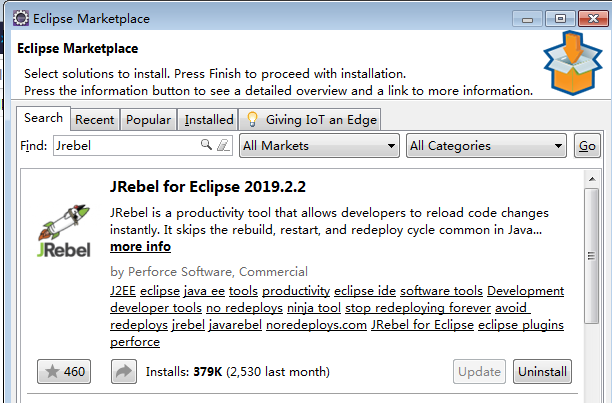 Eclipse Marketplace
Eclipse Marketplace
Select solutions to install. Press Finish to proceed with installation.
Press the information button to see a detailed overview and a link to more information.
Search Recent Popular Installed Giving IoT an Edge
Find: Jrebel All Markets All Categories Go
JRebel for Eclipse 2019.2.2
JRebel is a productivity tool that allows developers to reload code changes
instantly. It skips the rebuild, restart, and redeploy cycle common in Java...
more info
JRebel
by Perforce Software, Commercial
J2EE eclipse java ee tools productivity eclipse ide software tools Development
developer tools no redeploys ninja tool stop redeploying forever avoid
redeploys jrebel javarebel noredeploys.com JRebel for Eclipse eclipse plugins
perforce
460 Installs: 379K (2,530 last month) Update Uninstall